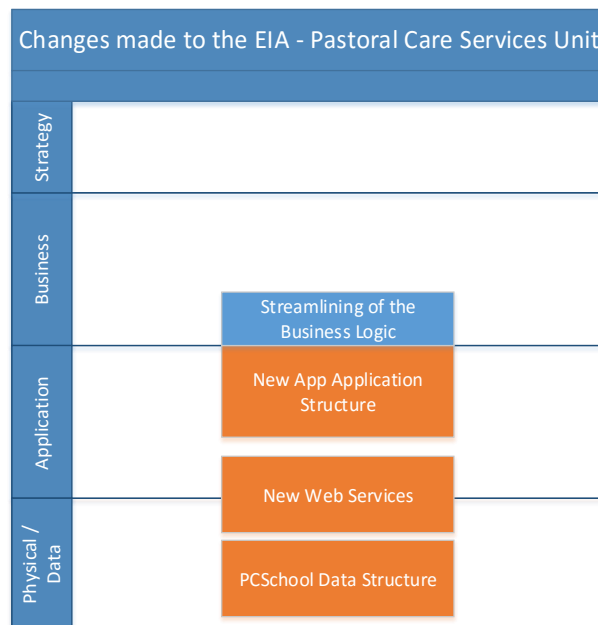 Changes made to the EIA - Pastoral Care Services Unit
Strategy
Business
Streamlining of the
Business Logic
Application
New App Application
Structure
New Web Services
Physical /
Data
PCSchool Data Structure